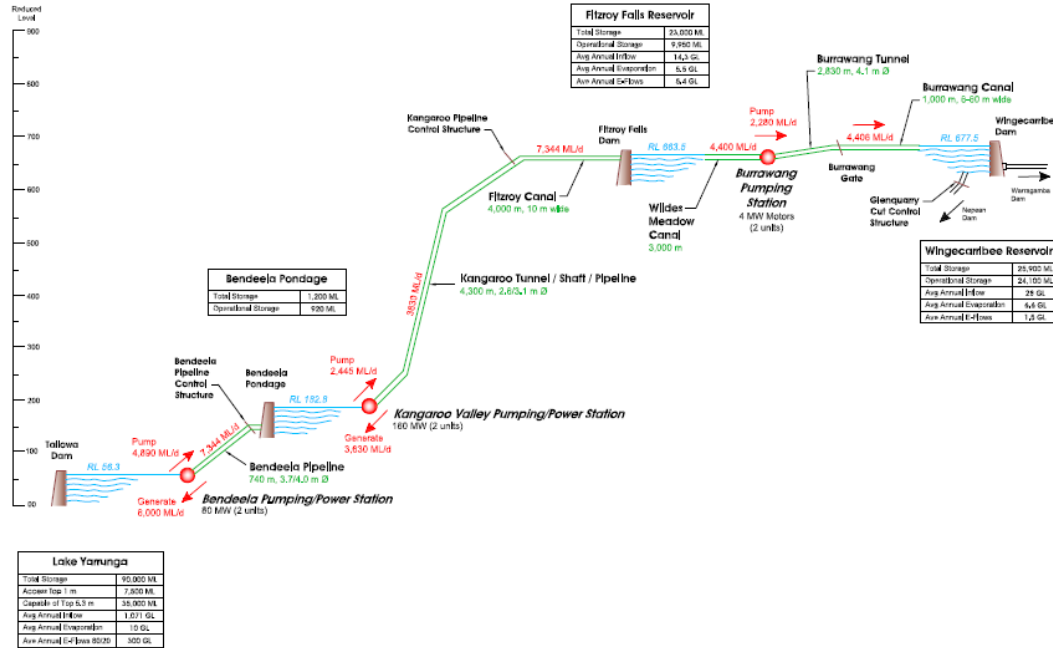 Reduced
Level
900
800
700
600
500
400
300
200
100
00
Fitzroy Falls Reservoir
Total Storage 23,000 ML
Operational Storage 9,950 ML
Avg Annual Inflow 14.3 GL
Avg Annual Evaporation 5.5 GL
Ave Annual E-Flows 5.4 GL
Burrawang Tunnel
2,830 m, 4.1 m Ø
Burrawang Canal
1,000 m, 6-60 m wide
Kangaroo Pipeline
Control Structure
7,344 ML/d
Fitzroy Falls
Dam
RL 663.5
4,400 ML/d
Pump
2,280 ML/d
4,406 ML/d
RL 677.5
Wingecarribee
Dam
Fitzroy Canal
4,000 m, 10 m wide
Wildes
Meadow
Canal
3,000 m
Burrawang
Pumping
Station
4 MW Motors
(2 units)
Burrawang
Gate
Glenquarry
Cut Control
Structure
Nepean
Dam
Warragamba
Dam
Wingecarribee Reservoir
Total Storage 25,900 ML
Operational Storage 24,100 ML
Avg Annual Inflow 29 GL
Avg Annual Evaporation 6.6 GL
Ave Annual E-Flows 1.5 GL
Bendeela Pondage
Total Storage 1,200 ML
Operational Storage 920 ML
Kangaroo Tunnel / Shaft / Pipeline
4,300 m, 2.6/3.1 m Ø
3630 ML/d
Bendeela
Pipeline
Control
Structure
Bendeela
Pondage
RL 182.9
Pump
2,445 ML/d
Kangaroo Valley Pumping/Power Station
160 MW (2 units)
Generate
3,630 ML/d
Tallowa
Dam
RL 56.3
Pump
4,890 ML/d
7,344 ML/d
Bendeela Pipeline
740 m, 3.7/4.0 m Ø
Generate
6,000 ML/d
Bendeela Pumping/Power Station
80 MW (2 units)
Lake Yarrunga
Total Storage 90,000 ML
Access Top 1 m 7,500 ML
Capable of Top 5.3 m 35,000 ML
Avg Annual Inflow 1,071 GL
Avg Annual Evaporation 10 GL
Ave Annual E-Flows 80/20 300 GL